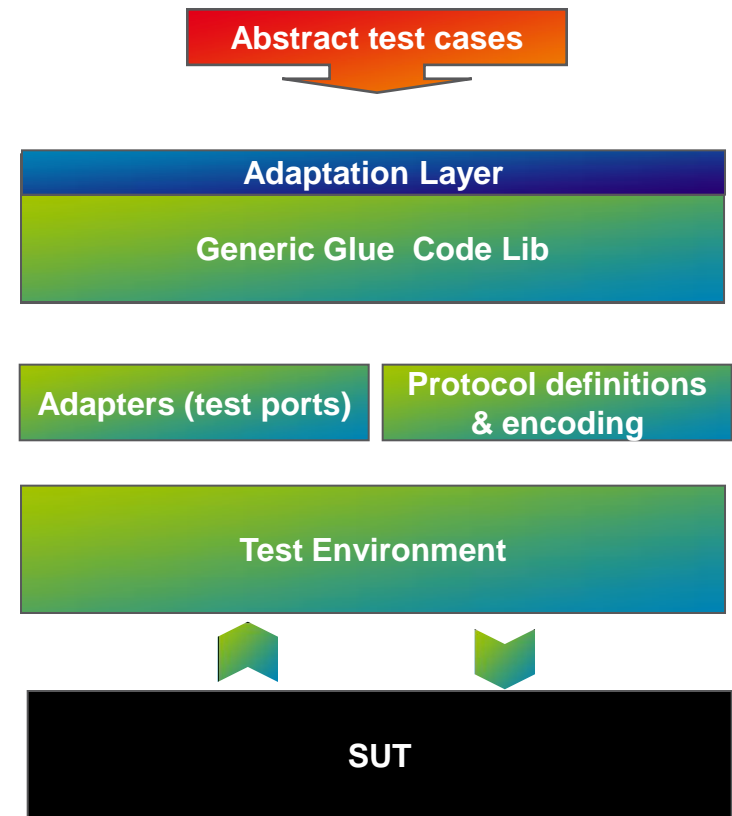 Abstract test cases
Adaptation Layer
Generic Glue Code Lib
Adapters (test ports)
Protocol definitions
& encoding
Test Environment
SUT